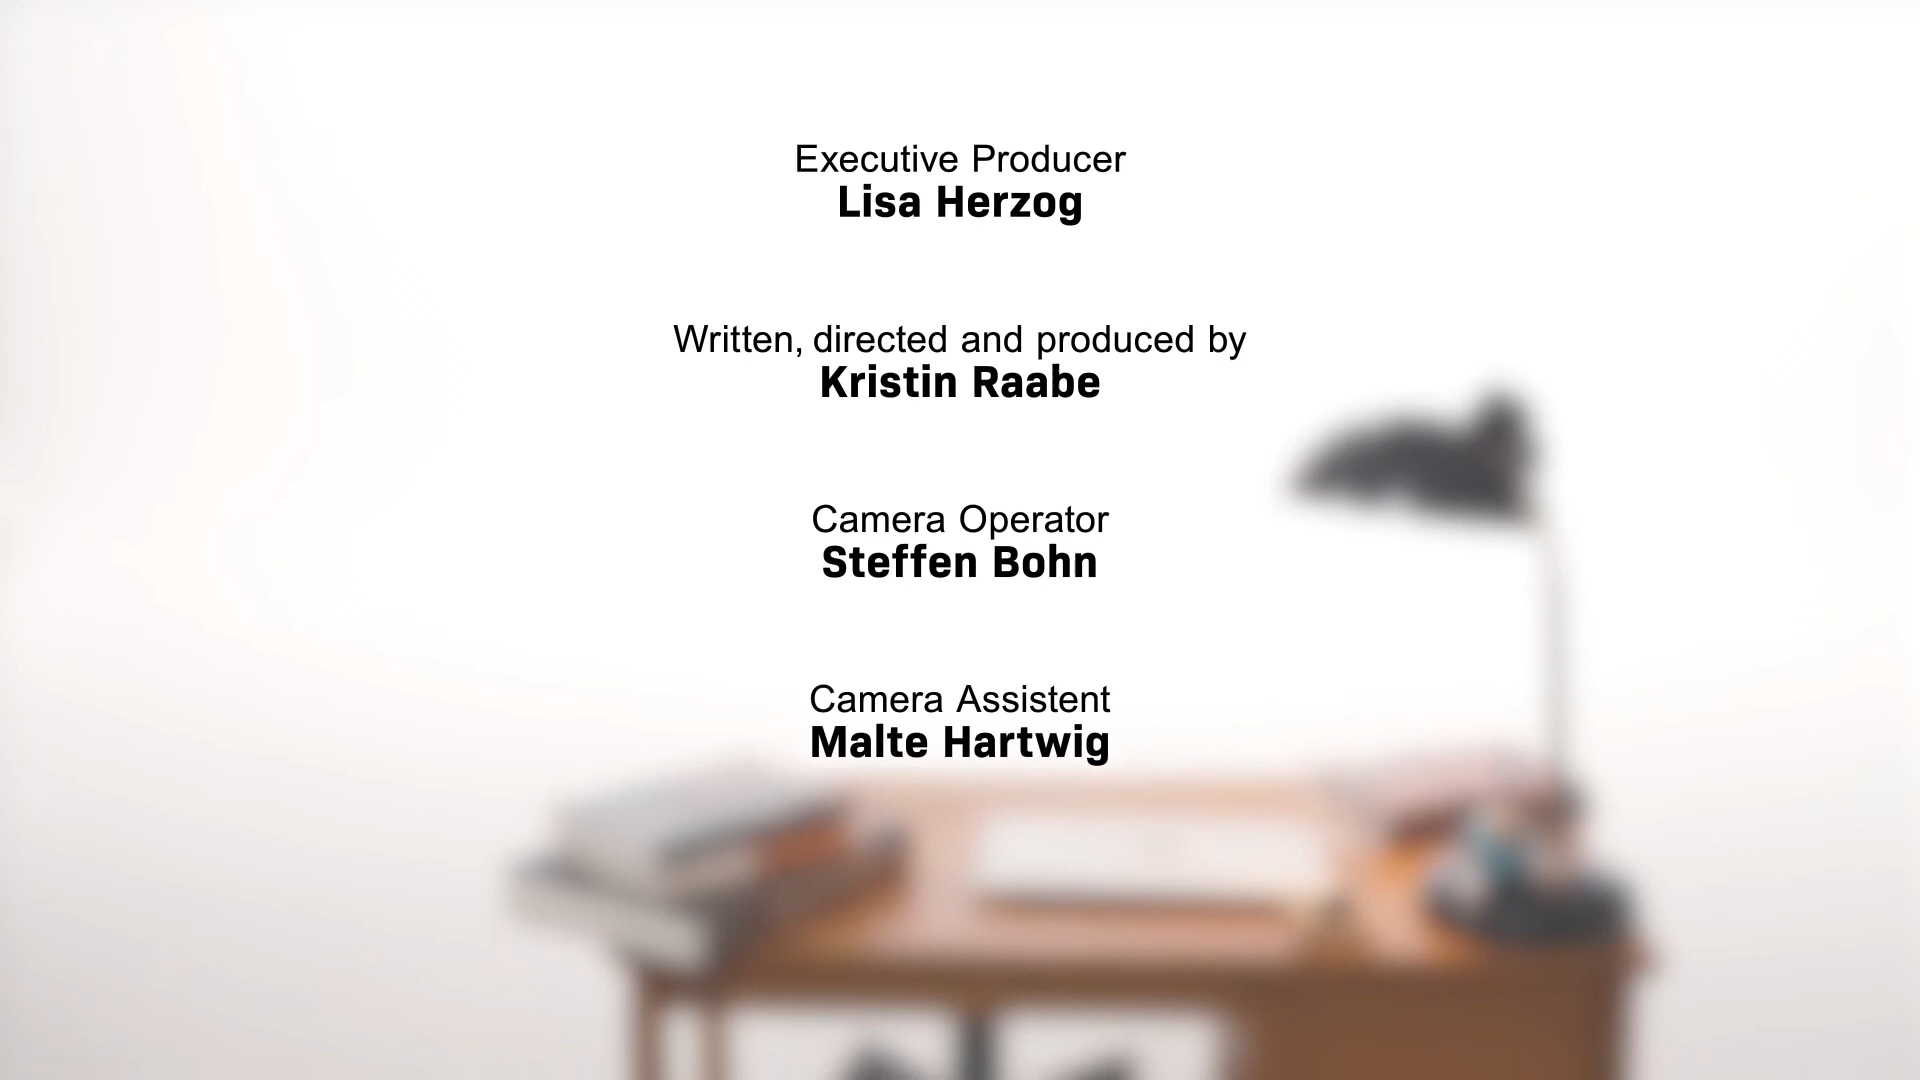 Executive Producer
Lisa Herzog
Written, directed and produced by
Kristin Raabe
Camera Operator
Steffen Bohn
Camera Assistent
Malte Hartwig